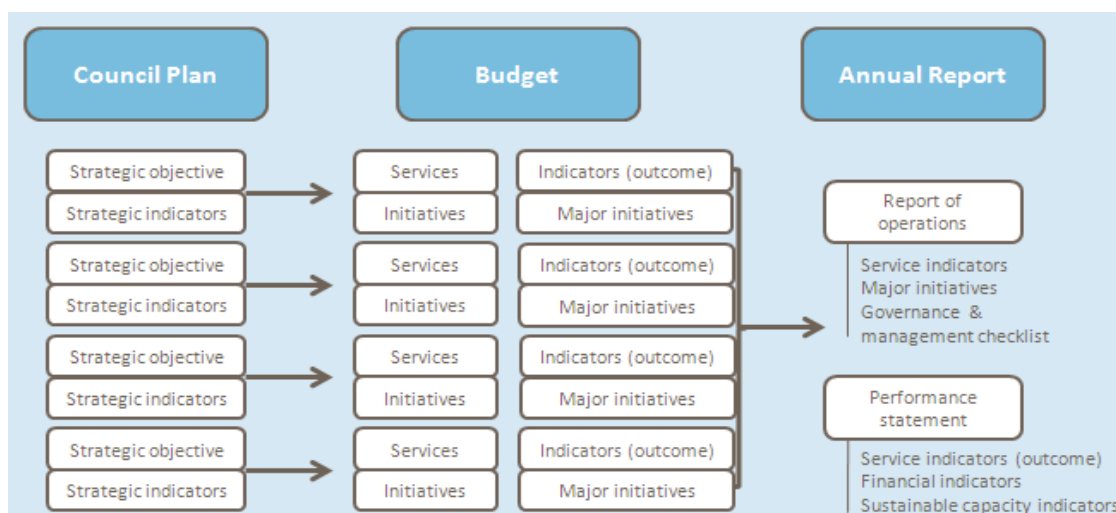 Council Plan
Budget
Annual Report
Strategic objective
Strategic indicators
Services
Initiatives
Indicators (outcome)
Major initiatives
Strategic objective
Strategic indicators
Services
Initiatives
Indicators (outcome)
Major initiatives
Strategic objective
Strategic indicators
Services
Initiatives
Indicators (outcome)
Major initiatives
Strategic objective
Strategic indicators
Services
Initiatives
Indicators (outcome)
Major initiatives
Report of
operations
Service indicators
Major initiatives
Governance &
management checklist
Performance
statement
Service indicators (outcome)
Financial indicators
Sustainable capacity indicators